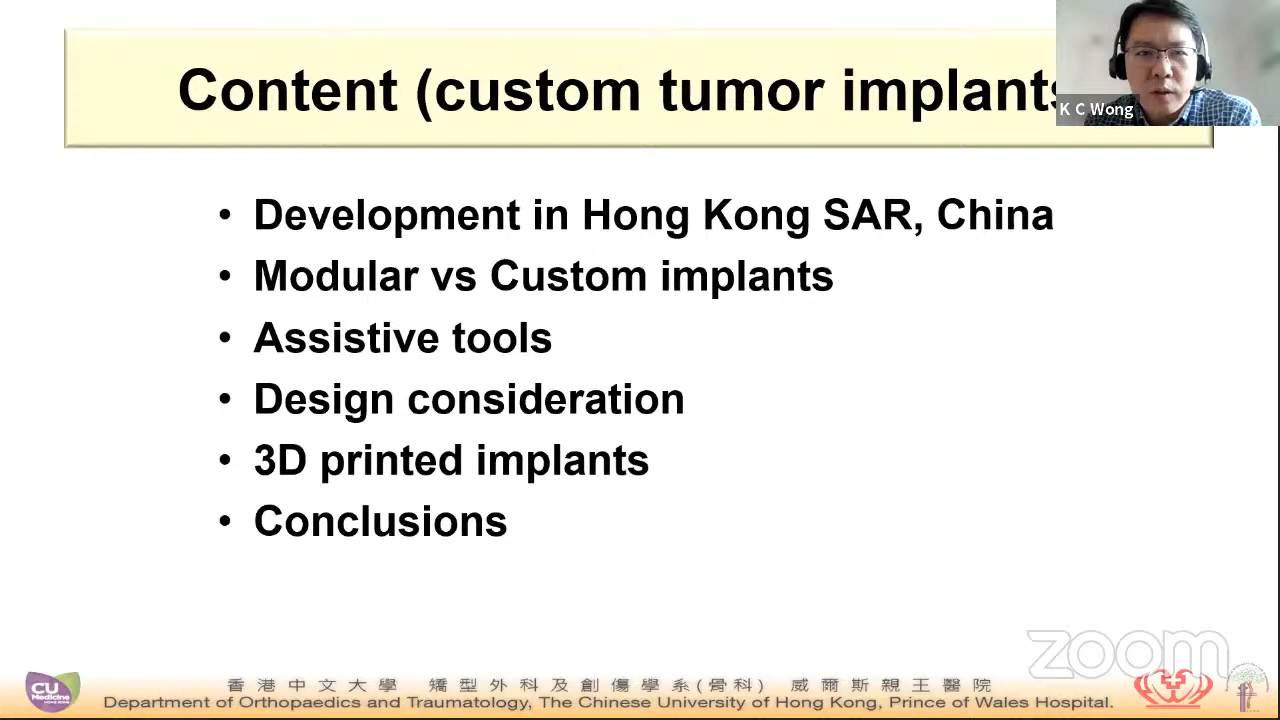 Content (custom tumor implants
K C Wong
• Development in Hong Kong SAR, China
• Modular vs Custom implants
• Assistive tools
• Design consideration
• 3D printed implants
• Conclusions
zoom
CU
Medicine
HONG KONG
香港中文大學 矯型外科及創傷學系(骨科) 威爾斯親王醫院
Department of Orthopaedics and Traumatology, The Chinese University of Hong Kong, Prince of Wales Hospital.